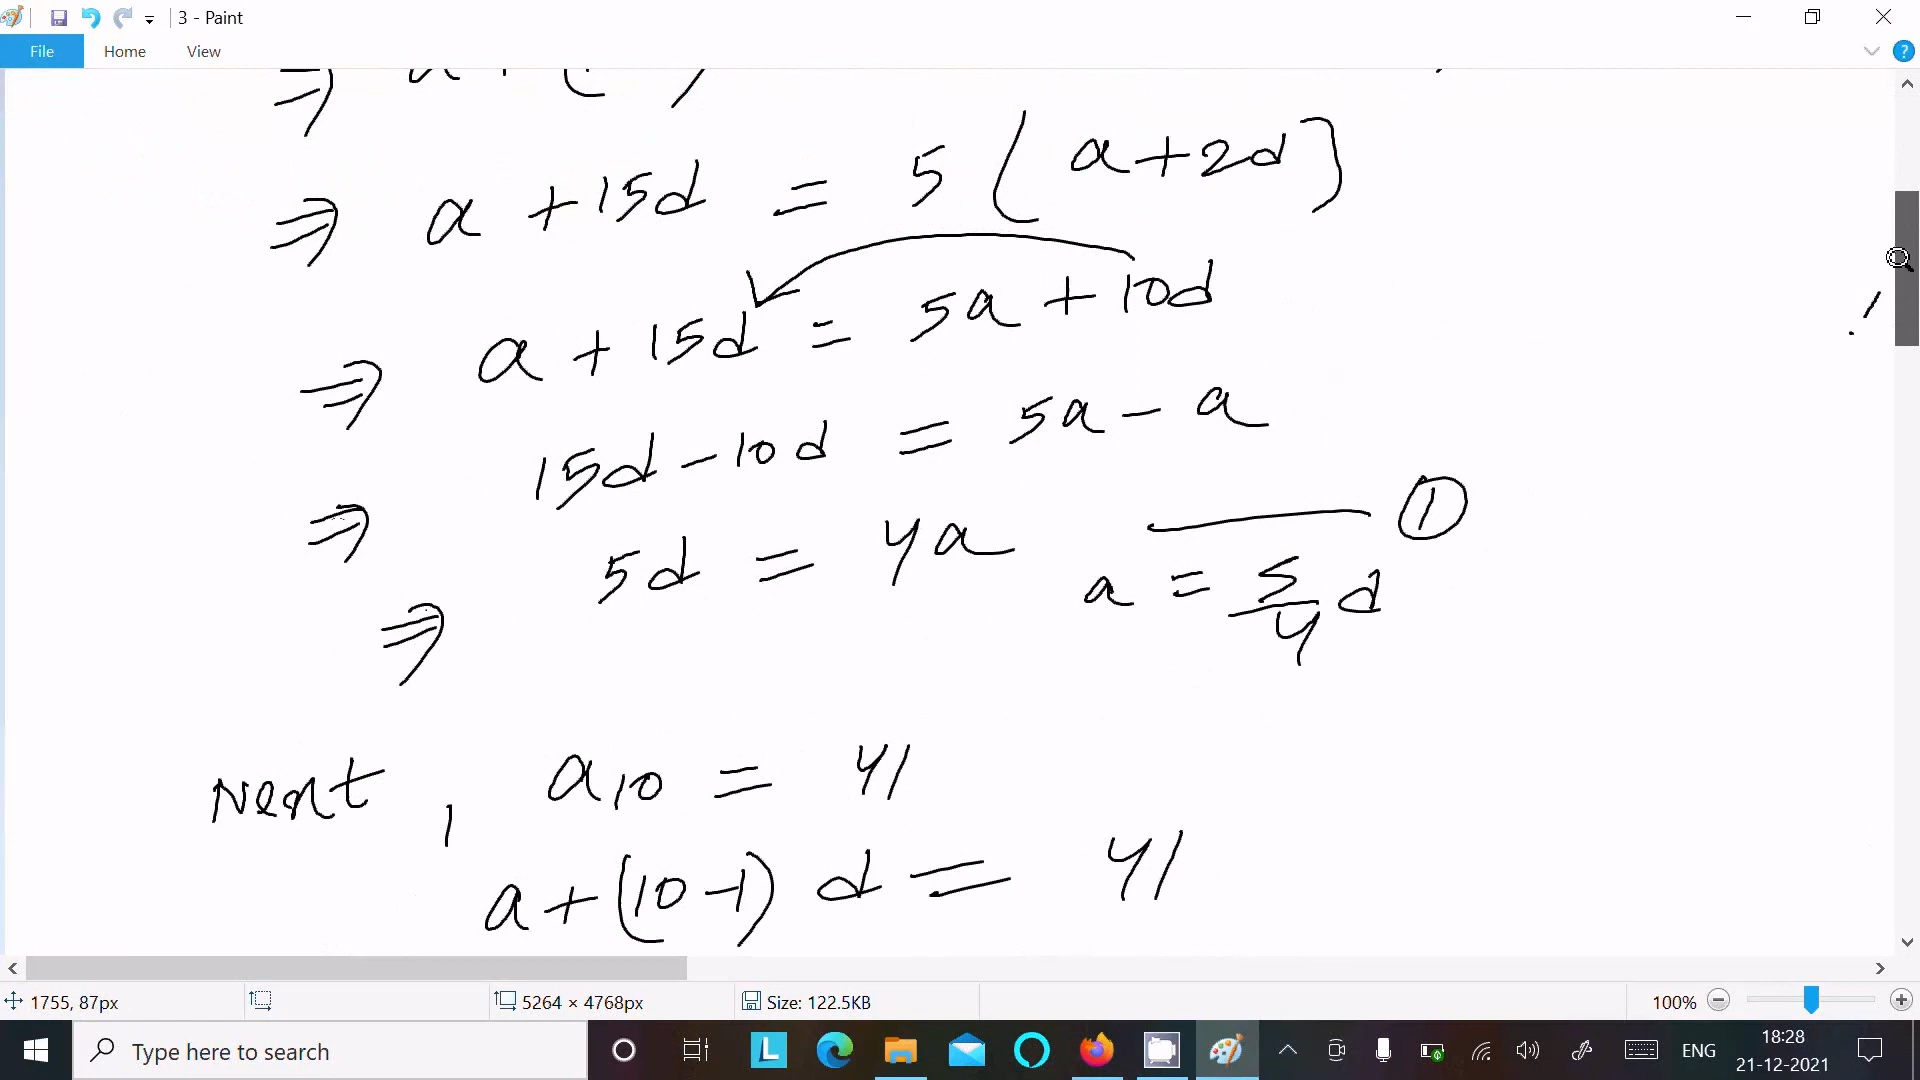 3 - Paint
File Home View
⇒ a + 15d = 5 ( a + 2d )
⇒ a + 15d = 5a + 10d
15d - 10d = 5a - a
⇒ 5d = 4a ①
⇒ a = 5/4 d
Next , a10 = 41
a + (10-1) d = 41
1755, 87px 5264 × 4768px Size: 122.5KB 100%
Type here to search L ENG 18:28
21-12-2021